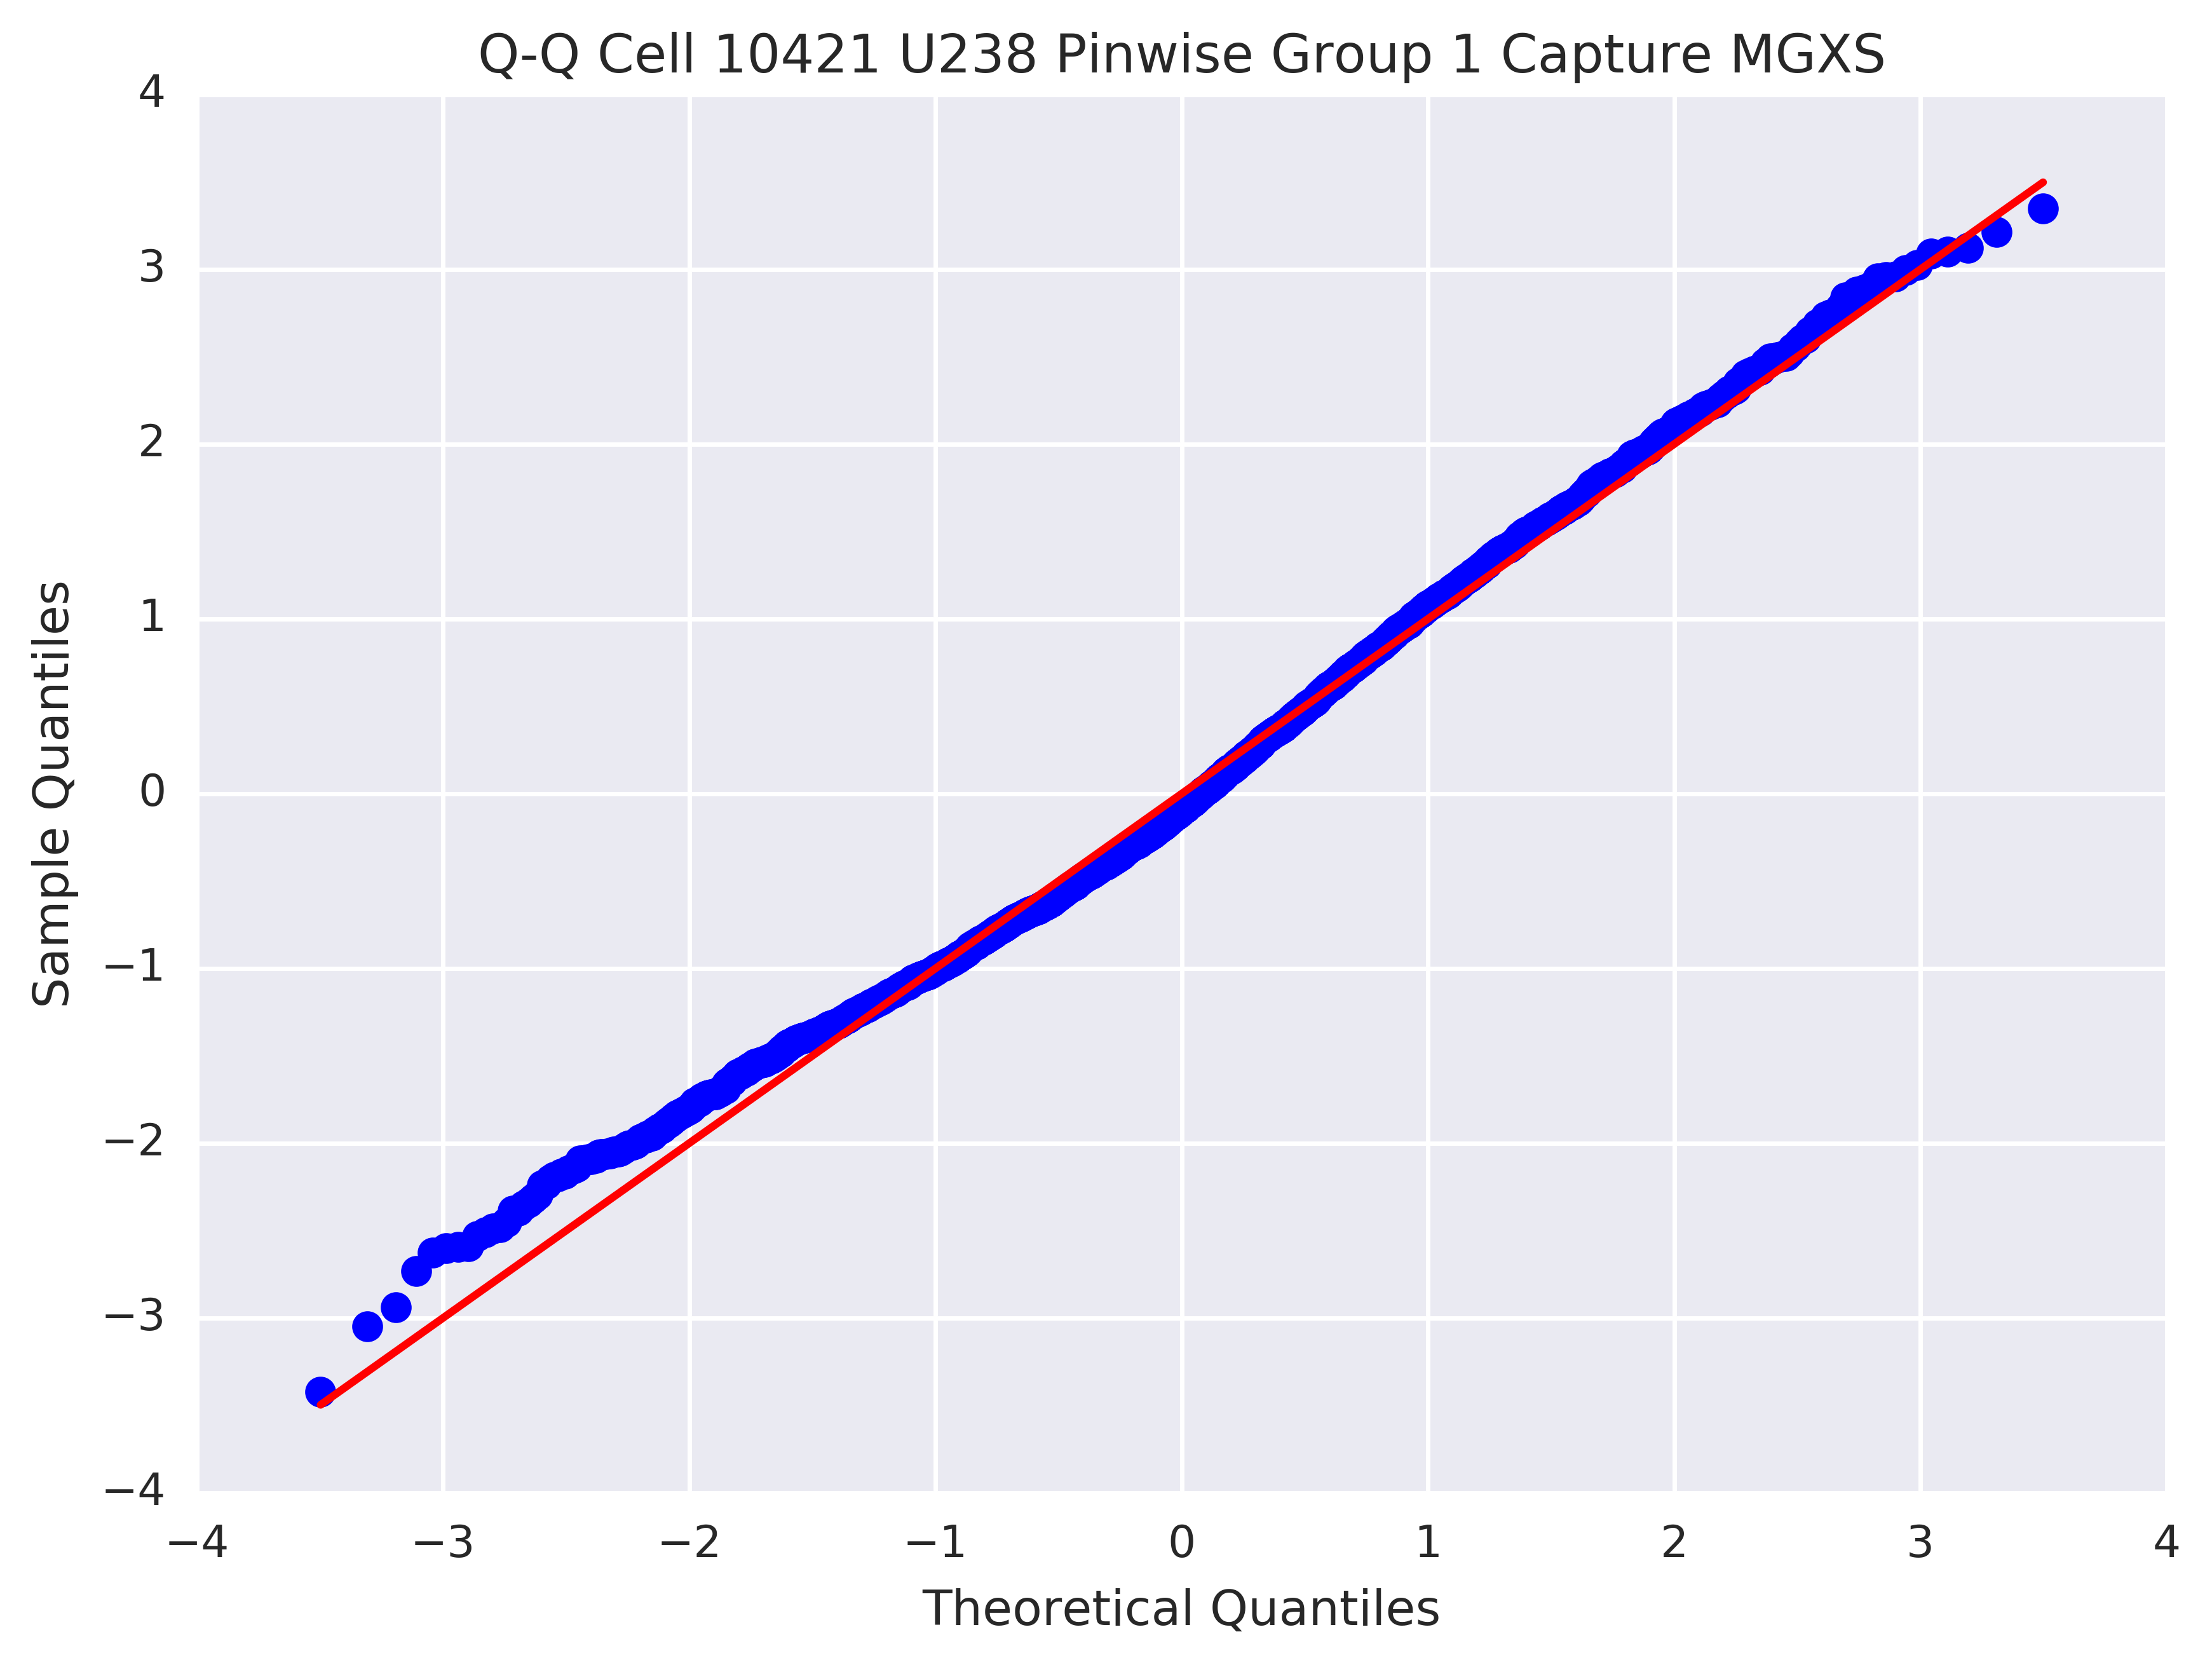 Q-Q Cell 10421 U238 Pinwise Group 1 Capture MGXS
4
3
2
1
0
−1
−2
−3
−4
Sample Quantiles
−4 −3 −2 −1 0 1 2 3 4
Theoretical Quantiles